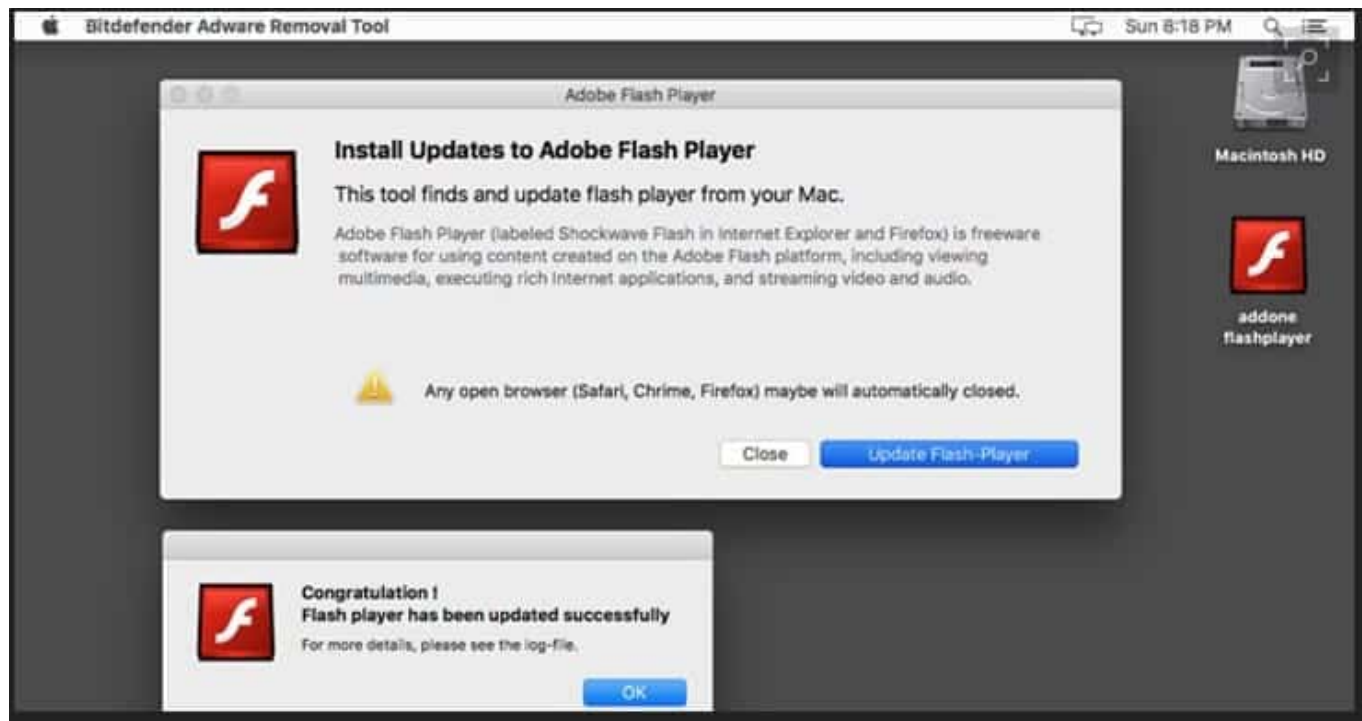 Bitdefender Adware Removal Tool
Sun 8:18 PM
Adobe Flash Player
Install Updates to Adobe Flash Player
This tool finds and update flash player from your Mac.
Adobe Flash Player (labeled Shockwave Flash in Internet Explorer and Firefox) is freeware
software for using content created on the Adobe Flash platform, including viewing
multimedia, executing rich Internet applications, and streaming video and audio.
Any open browser (Safari, Chrime, Firefox) maybe will automatically closed.
Close
Update Flash-Player
Macintosh HD
addone
flashplayer
Congratulation !
Flash player has been updated successfully
For more details, please see the log-file.
OK